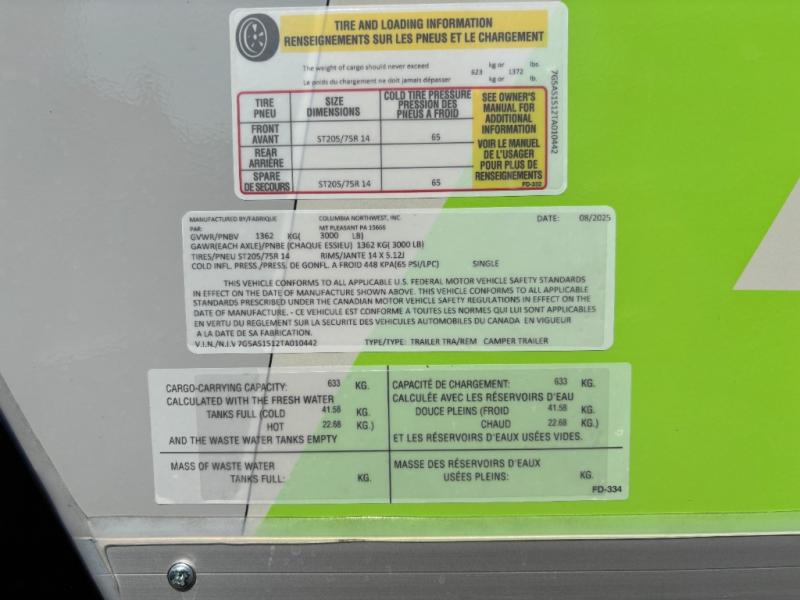 TIRE AND LOADING INFORMATION
RENSEIGNEMENTS SUR LES PNEUS ET LE CHARGEMENT
The weight of cargo should never exceed kg or lbs.
623 1372
Le poids du chargement ne doit jamais dépasser kg or lb.
TIRE PNEU
SIZE DIMENSIONS
COLD TIRE PRESSURE PRESSION DES PNEUS A FROID
SEE OWNER'S MANUAL FOR ADDITIONAL INFORMATION
FRONT AVANT ST205/75R 14 65
REAR ARRIÈRE
VOIR LE MANUEL DE L'USAGER POUR PLUS DE RENSEIGNEMENTS
SPARE DE SECOURS ST205/75R 14 65
FD-332
7G5AS1512TA010442
MANUFACTURED BY/FABRIQUE COLUMBIA NORTHWEST, INC. DATE: 08/2025
PAR: MT PLEASANT PA 15666
GVWR/PNBV 1362 KG( 3000 LB)
GAWR(EACH AXLE)/PNBE (CHAQUE ESSIEU) 1362 KG( 3000 LB)
TIRES/PNEU ST205/75R 14 RIMS/JANTE 14 X 5.12J
COLD INFL. PRESS./PRESS. DE GONFL. A FROID 448 KPA(65 PSI/LPC) SINGLE
THIS VEHICLE CONFORMS TO ALL APPLICABLE U.S. FEDERAL MOTOR VEHICLE SAFETY STANDARDS
IN EFFECT ON THE DATE OF MANUFACTURE SHOWN ABOVE. THIS VEHICLE CONFORMS TO ALL APPLICABLE
STANDARDS PRESCRIBED UNDER THE CANADIAN MOTOR VEHICLE SAFETY REGULATIONS IN EFFECT ON THE
DATE OF MANUFACTURE. - CE VEHICULE EST CONFORME A TOUTES LES NORMES QUI LUI SONT APPLICABLES
EN VERTU DU REGLEMENT SUR LA SECURITE DES VEHICULES AUTOMOBILES DU CANADA EN VIGUEUR
A LA DATE DE SA FABRICATION.
V.I.N./N.I.V 7G5AS1512TA010442 TYPE/TYPE: TRAILER TRA/REM CAMPER TRAILER
CARGO-CARRYING CAPACITY: 633 KG.
CALCULATED WITH THE FRESH WATER
TANKS FULL (COLD 41.58 KG.
HOT 22.68 KG.)
AND THE WASTE WATER TANKS EMPTY
MASS OF WASTE WATER
TANKS FULL: KG.
CAPACITÉ DE CHARGEMENT: 633 KG.
CALCULÉE AVEC LES RÉSERVOIRS D'EAU
DOUCE PLEINS (FROID 41.58 KG.
CHAUD 22.68 KG.)
ET LES RÉSERVOIRS D'EAUX USÉES VIDES.
MASSE DES RÉSERVOIRS D'EAUX
USÉES PLEINS: KG.
FD-334